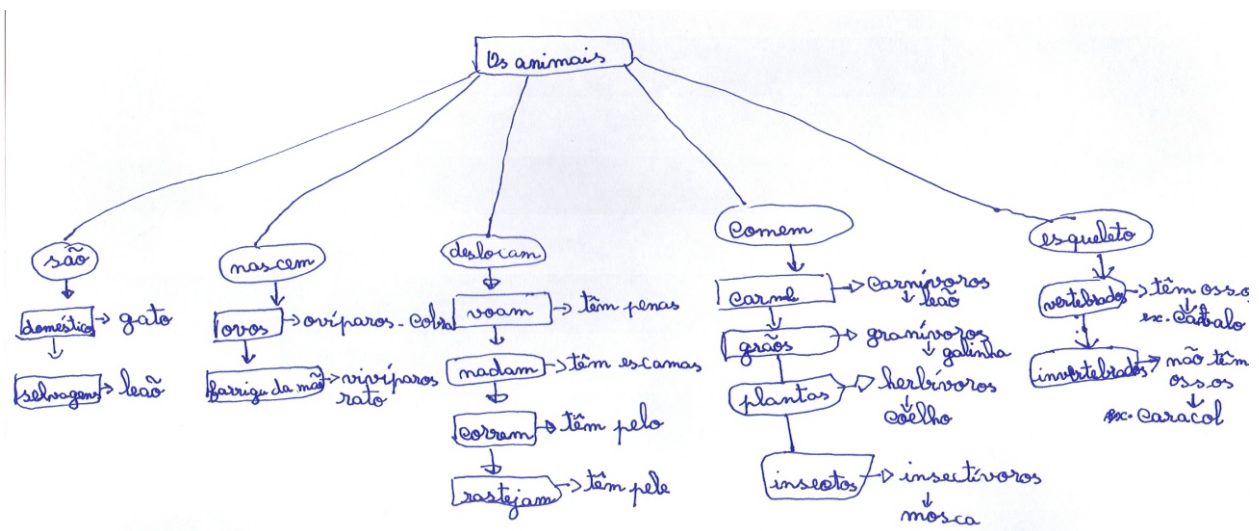 Os animais
são
domésticos → gato
selvagens → leão
nascem
ovos → ovíparos - cobra
barriga da mãe → vivíparos
rato
deslocam
voam → têm penas
nadam → têm escamas
correm → têm pelo
rastejam → têm pele
comem
carne → carnívoros
leão
grãos → granívoros
galinha
plantas → herbívoros
coelho
insectos → insectívoros
mosca
esqueleto
vertebrados → têm ossos
ex. cavalo
invertebrados → não têm
ossos
ex. caracol